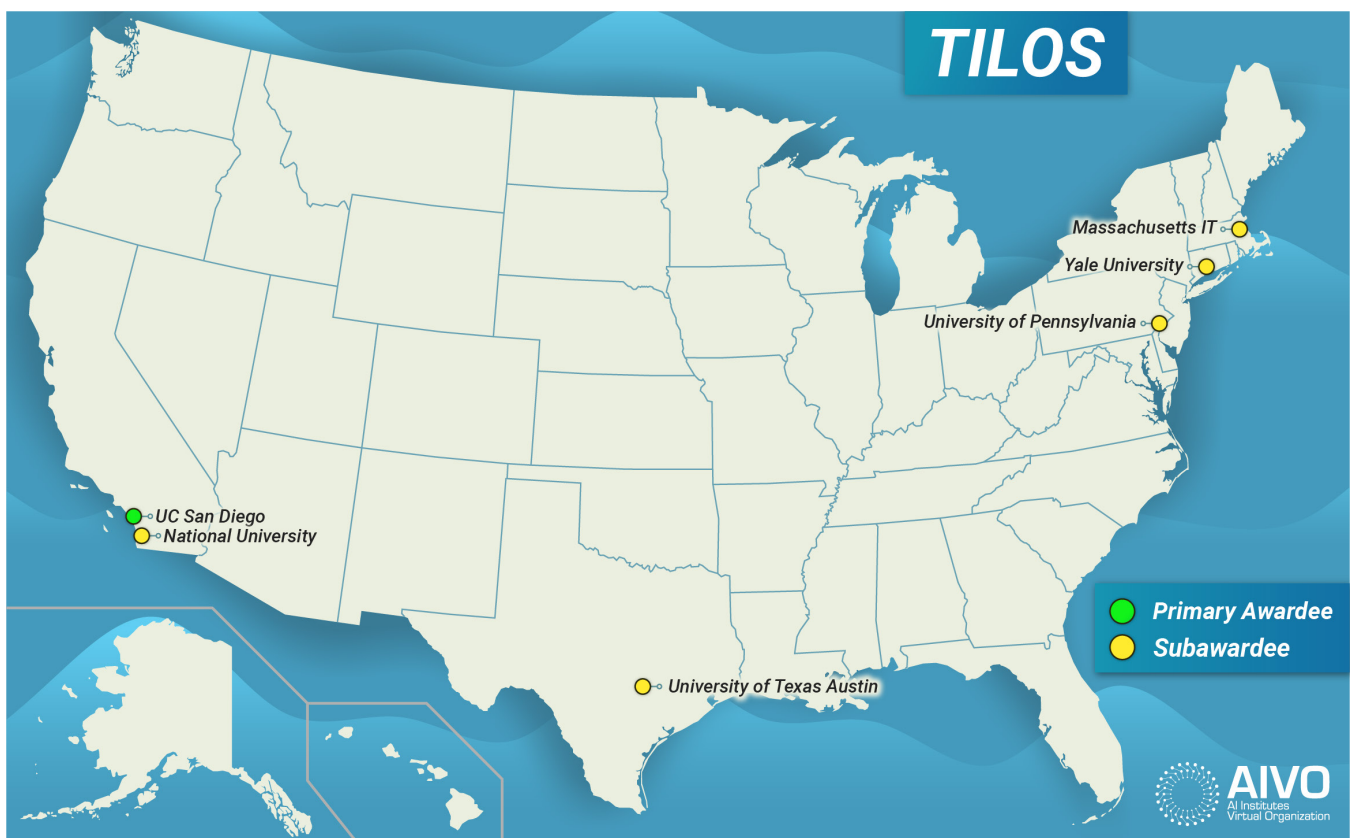 TILOS
Massachusetts IT
Yale University
University of Pennsylvania
UC San Diego
National University
Primary Awardee
Subawardee
University of Texas Austin
AIVO
AI Institutes
Virtual Organization